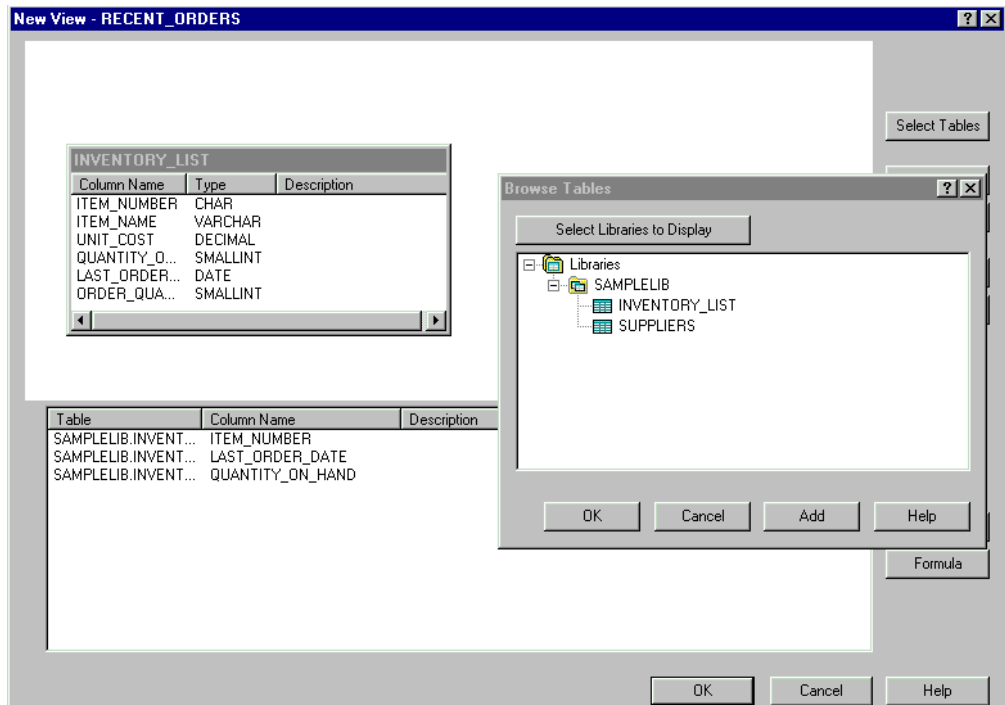 New View - RECENT_ORDERS
Select Tables
INVENTORY_LIST
Column Name Type Description
ITEM_NUMBER CHAR
ITEM_NAME VARCHAR
UNIT_COST DECIMAL
QUANTITY_O... SMALLINT
LAST_ORDER... DATE
ORDER_QUA... SMALLINT
Browse Tables
Select Libraries to Display
Libraries
SAMPLELIB
INVENTORY_LIST
SUPPLIERS
OK Cancel Add Help
Table Column Name Description
SAMPLELIB.INVENT... ITEM_NUMBER
SAMPLELIB.INVENT... LAST_ORDER_DATE
SAMPLELIB.INVENT... QUANTITY_ON_HAND
Formula
OK Cancel Help